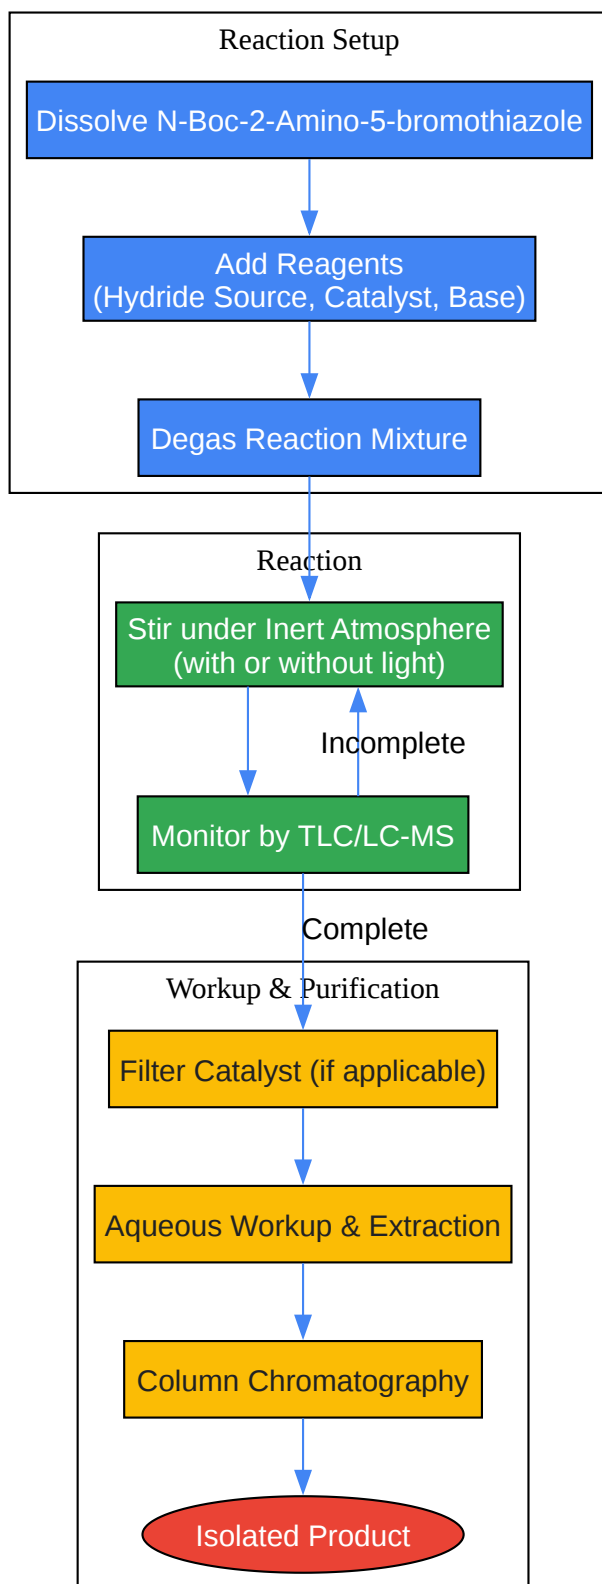 Reaction Setup
Dissolve N-Boc-2-Amino-5-bromothiazole
Add Reagents
(Hydride Source, Catalyst, Base)
Degas Reaction Mixture
Reaction
Stir under Inert Atmosphere
(with or without light)
Incomplete
Monitor by TLC/LC-MS
Complete
Workup & Purification
Filter Catalyst (if applicable)
Aqueous Workup & Extraction
Column Chromatography
Isolated Product